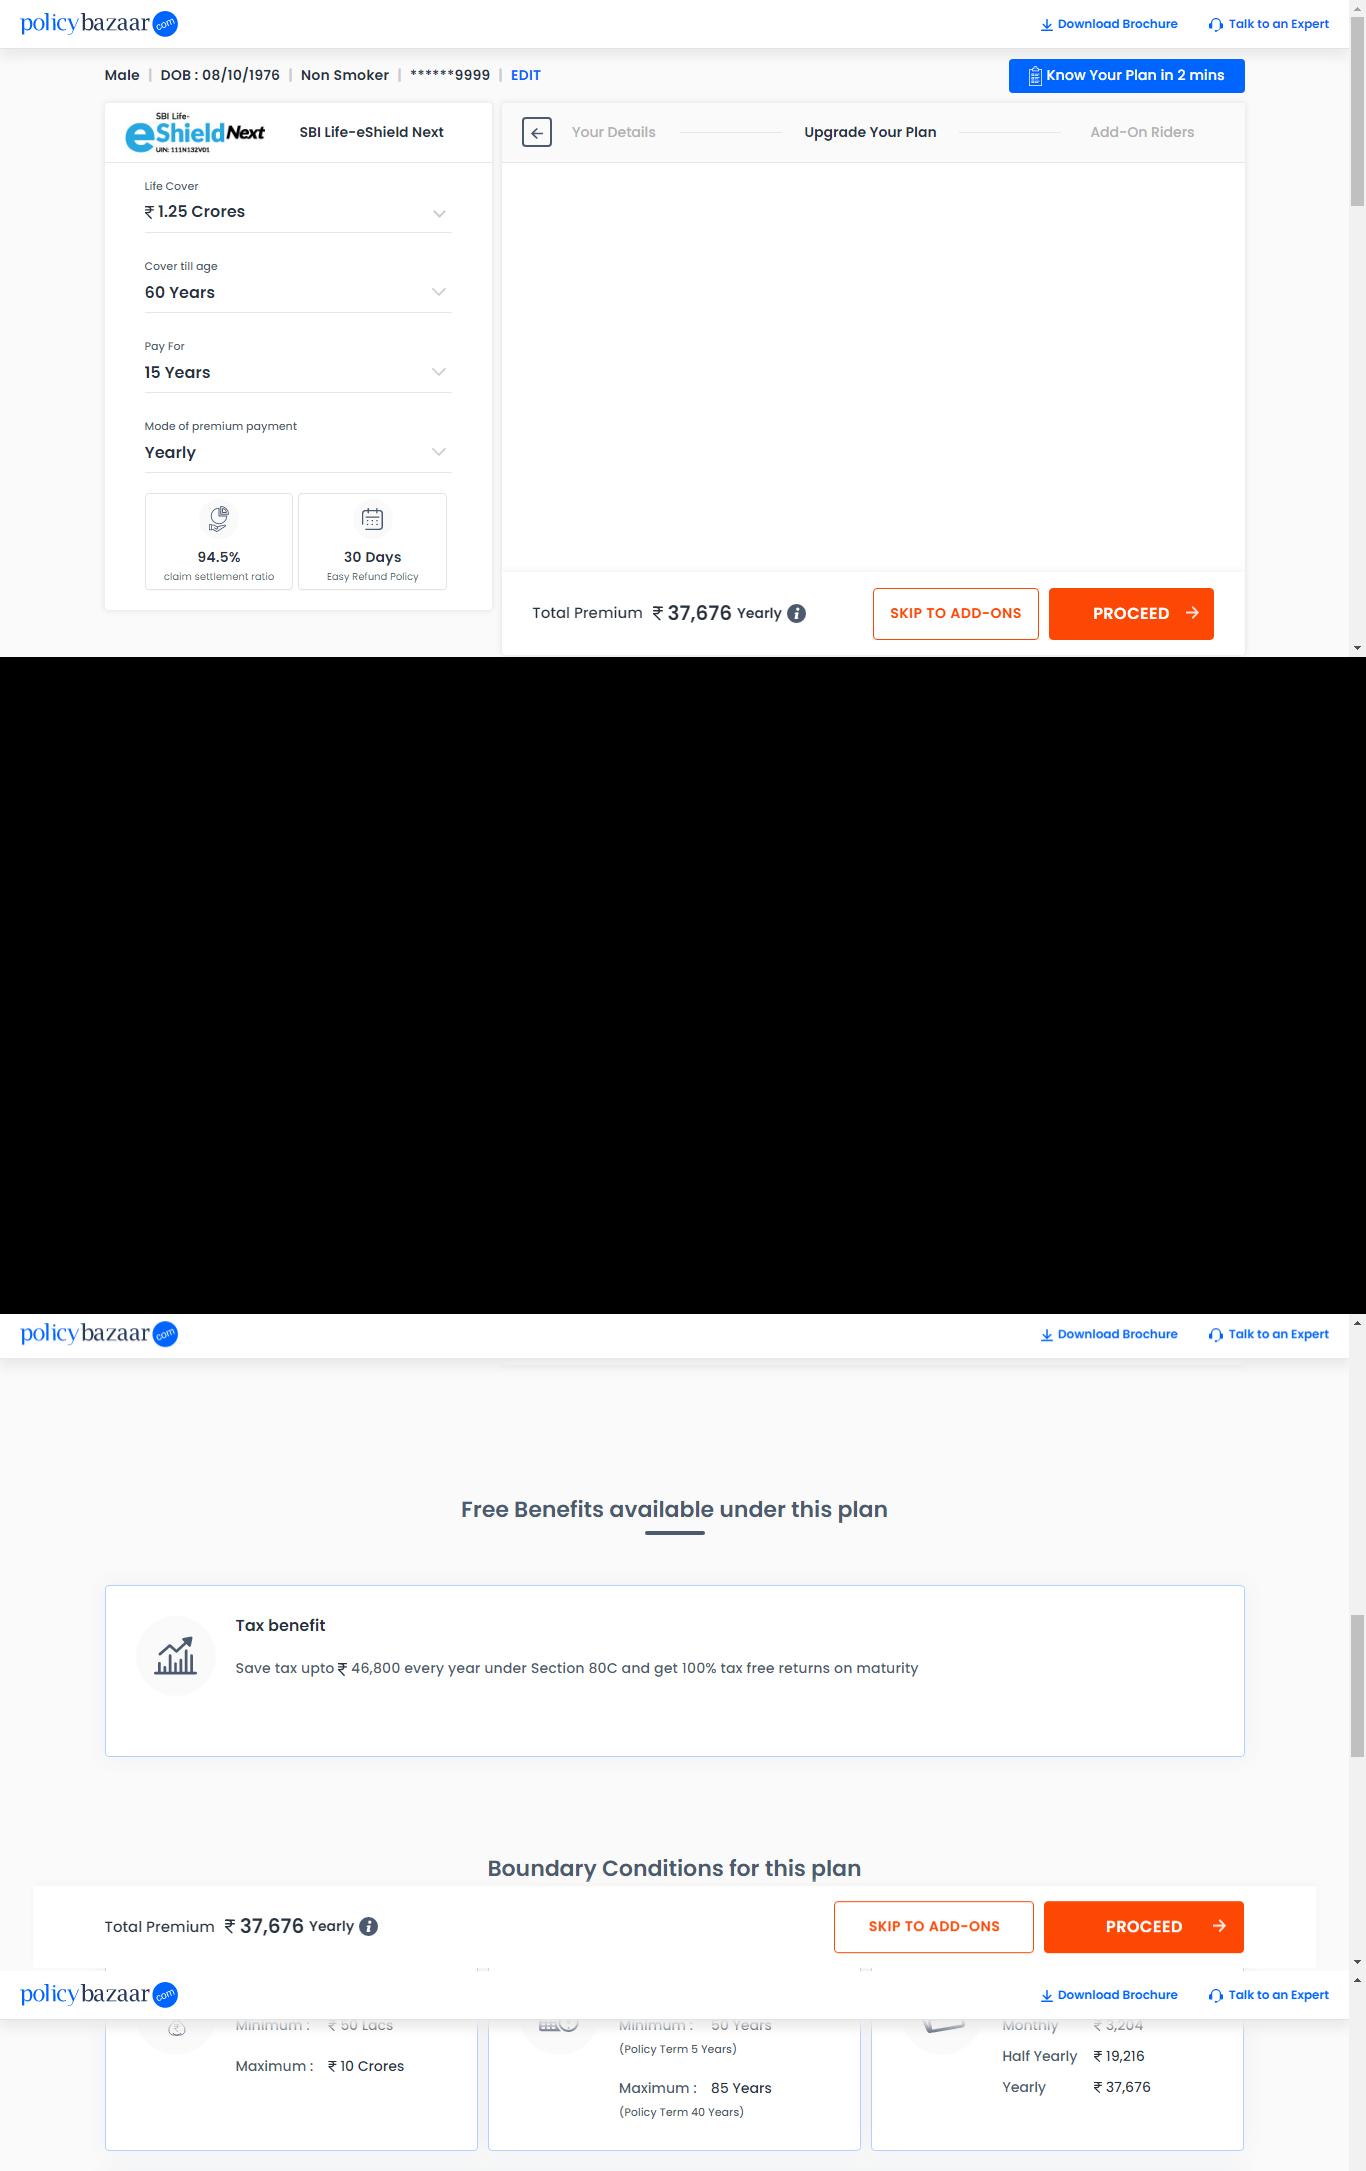 policybazaar com
Download Brochure
Talk to an Expert
Male | DOB : 08/10/1976 | Non Smoker | ******9999 | EDIT
Know Your Plan in 2 mins
SBI Life-
eShield Next
UIN: 111N132V01
SBI Life-eShield Next
Life Cover
₹ 1.25 Crores
Cover till age
60 Years
Pay For
15 Years
Mode of premium payment
Yearly
94.5%
claim settlement ratio
30 Days
Easy Refund Policy
Your Details
Upgrade Your Plan
Add-On Riders
Total Premium ₹ 37,676 Yearly
SKIP TO ADD-ONS
PROCEED
policybazaar com
Download Brochure
Talk to an Expert
Free Benefits available under this plan
Tax benefit
Save tax upto ₹ 46,800 every year under Section 80C and get 100% tax free returns on maturity
Boundary Conditions for this plan
Total Premium ₹ 37,676 Yearly
SKIP TO ADD-ONS
PROCEED
policybazaar com
Download Brochure
Talk to an Expert
Minimum : ₹ 50 Lacs
Maximum : ₹ 10 Crores
Minimum : 50 Years
(Policy Term 5 Years)
Maximum : 85 Years
(Policy Term 40 Years)
Monthly ₹ 3,204
Half Yearly ₹ 19,216
Yearly ₹ 37,676